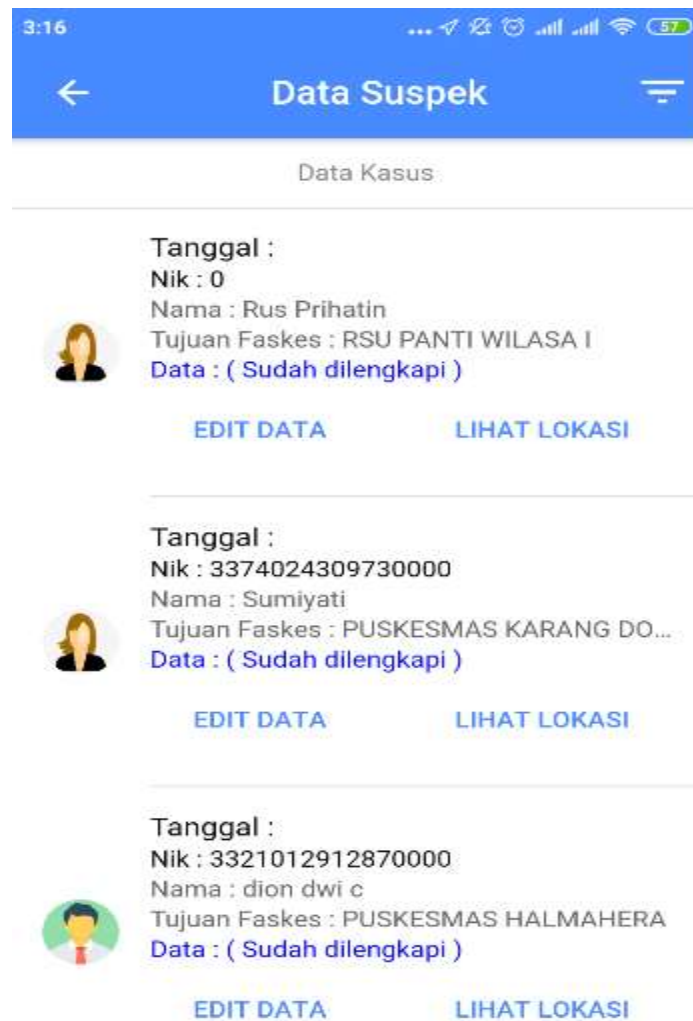 3:16
... 57
Data Suspek
Data Kasus
Tanggal :
Nik : 0
Nama : Rus Prihatin
Tujuan Faskes : RSU PANTI WILASA I
Data : ( Sudah dilengkapi )
EDIT DATA LIHAT LOKASI
Tanggal :
Nik : 3374024309730000
Nama : Sumiyati
Tujuan Faskes : PUSKESMAS KARANG DO...
Data : ( Sudah dilengkapi )
EDIT DATA LIHAT LOKASI
Tanggal :
Nik : 3321012912870000
Nama : dion dwi c
Tujuan Faskes : PUSKESMAS HALMAHERA
Data : ( Sudah dilengkapi )
EDIT DATA LIHAT LOKASI